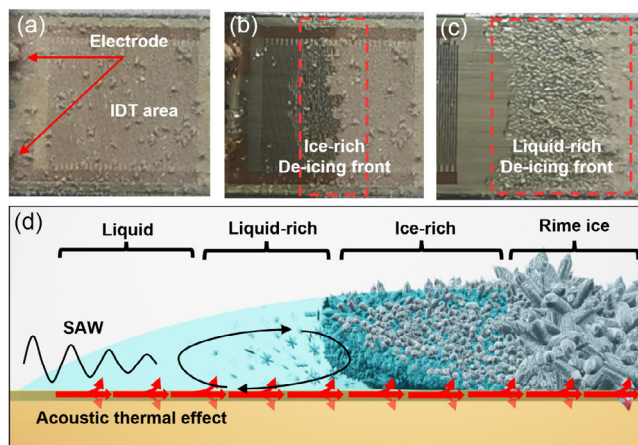 (a)
Electrode
IDT area
(b)
Ice-rich
De-icing front
(c)
Liquid-rich
De-icing front
(d)
Liquid
Liquid-rich
Ice-rich
Rime ice
SAW
Acoustic thermal effect